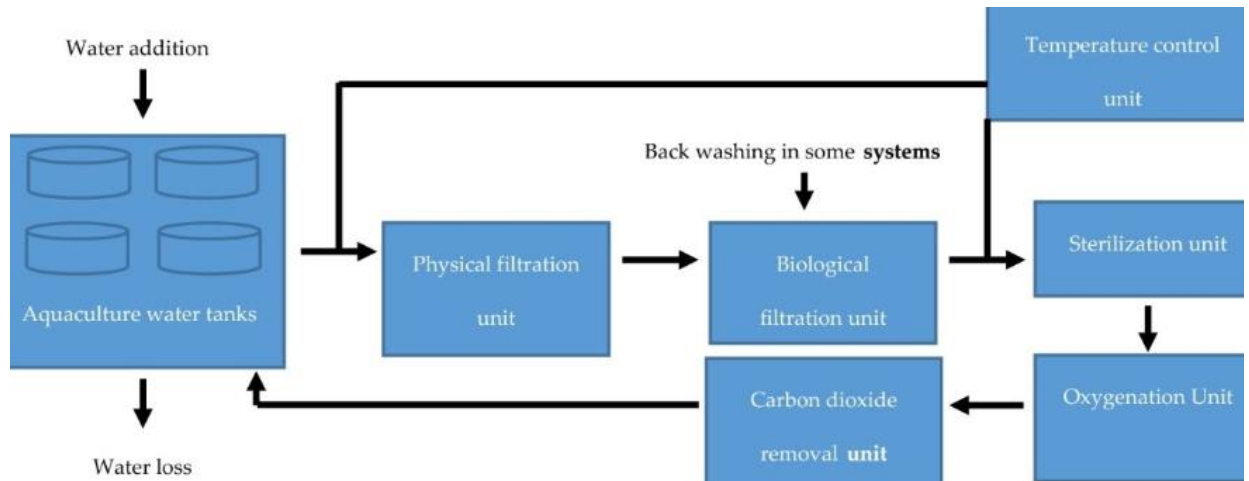 Water addition
Temperature control
unit
Back washing in some systems
Aquaculture water tanks
Physical filtration
unit
Biological
filtration unit
Sterilization unit
Carbon dioxide
removal unit
Oxygenation Unit
Water loss